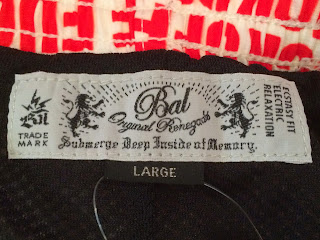 Bal
TRADE
MARK
Bal
Original Renegade
Submerge Deep Inside of Memory.
ECSTASY FIT
ELECTRIC
RELAXATION
LARGE